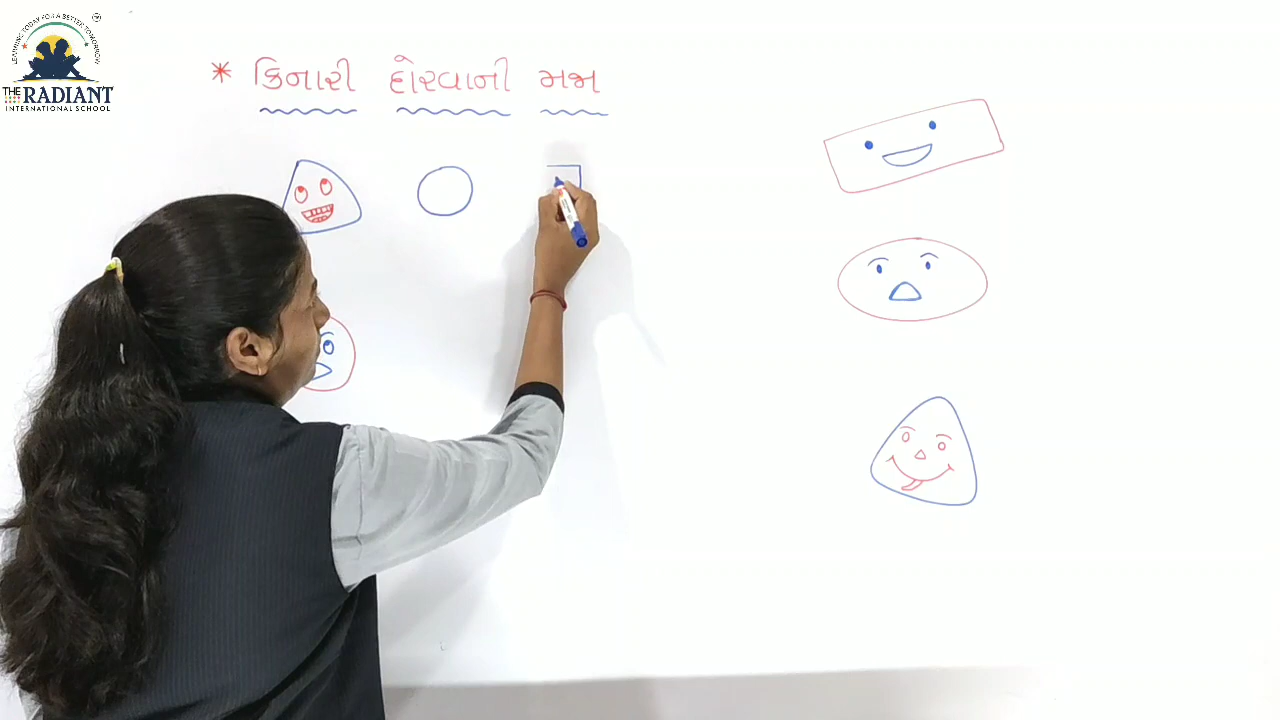 LEARNING TODAY FOR A BETTER TOMORROW
THE RADIANT
INTERNATIONAL SCHOOL
* કિનારી દોરવાની મજા